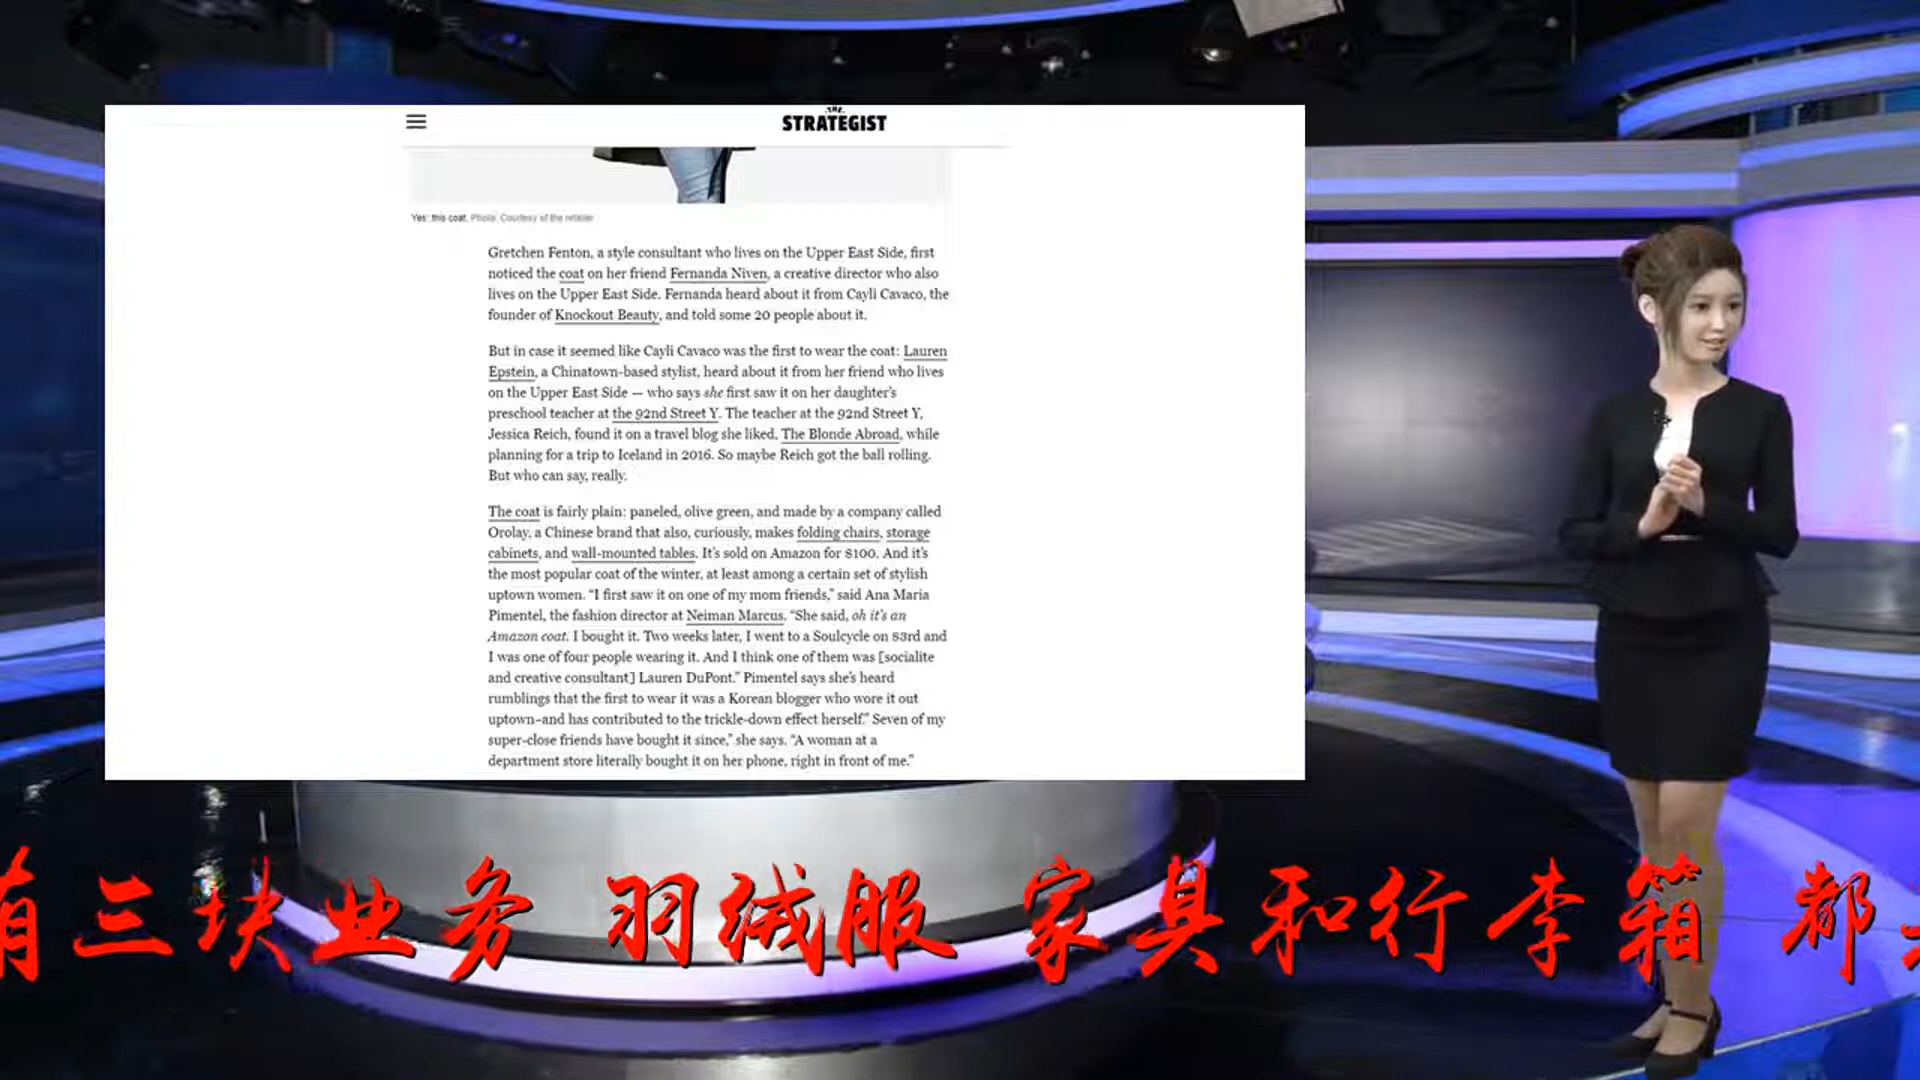 THE
STRATEGIST
Yes: this coat. Photo: Courtesy of the retailer
Gretchen Fenton, a style consultant who lives on the Upper East Side, first
noticed the coat on her friend Fernanda Niven, a creative director who also
lives on the Upper East Side. Fernanda heard about it from Cayli Cavaco, the
founder of Knockout Beauty, and told some 20 people about it.
But in case it seemed like Cayli Cavaco was the first to wear the coat: Lauren
Epstein, a Chinatown-based stylist, heard about it from her friend who lives
on the Upper East Side — who says she first saw it on her daughter’s
preschool teacher at the 92nd Street Y. The teacher at the 92nd Street Y,
Jessica Reich, found it on a travel blog she liked, The Blonde Abroad, while
planning for a trip to Iceland in 2016. So maybe Reich got the ball rolling.
But who can say, really.
The coat is fairly plain: paneled, olive green, and made by a company called
Orolay, a Chinese brand that also, curiously, makes folding chairs, storage
cabinets, and wall-mounted tables. It’s sold on Amazon for $100. And it’s
the most popular coat of the winter, at least among a certain set of stylish
uptown women. “I first saw it on one of my mom friends,” said Ana Maria
Pimentel, the fashion director at Neiman Marcus. “She said, oh it’s an
Amazon coat. I bought it. Two weeks later, I went to a Soulcycle on 83rd and
I was one of four people wearing it. And I think one of them was [socialite
and creative consultant] Lauren DuPont.” Pimentel says she’s heard
rumblings that the first to wear it was a Korean blogger who wore it out
uptown–and has contributed to the trickle-down effect herself.” Seven of my
super-close friends have bought it since,” she says. “A woman at a
department store literally bought it on her phone, right in front of me.”
有三块业务 羽绒服 家具和行李箱 都